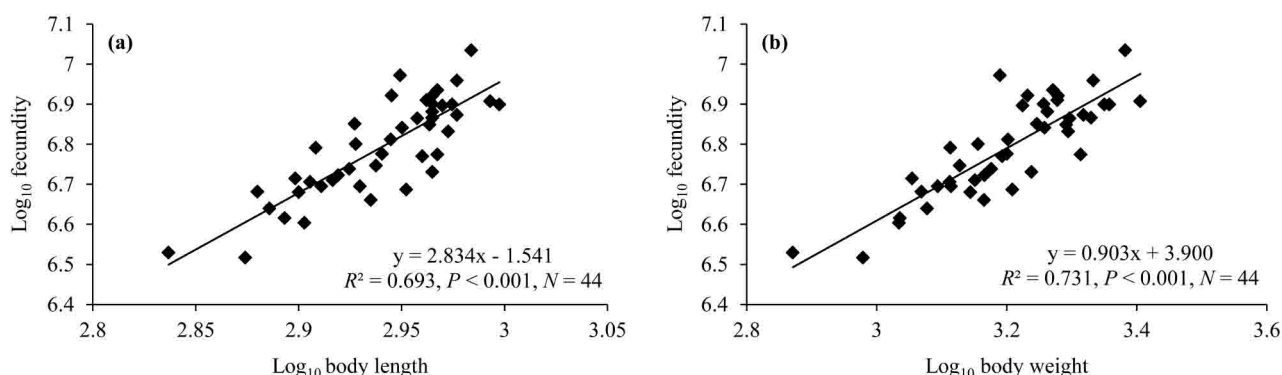 (a)
7.1
7
6.9
6.8
6.7
6.6
6.5
6.4
Log₁₀ fecundity
y = 2.834x - 1.541
R² = 0.693, P < 0.001, N = 44
2.8 2.85 2.9 2.95 3 3.05
Log₁₀ body length
(b)
7.1
7
6.9
6.8
6.7
6.6
6.5
6.4
Log₁₀ fecundity
y = 0.903x + 3.900
R² = 0.731, P < 0.001, N = 44
2.8 3 3.2 3.4 3.6
Log₁₀ body weight